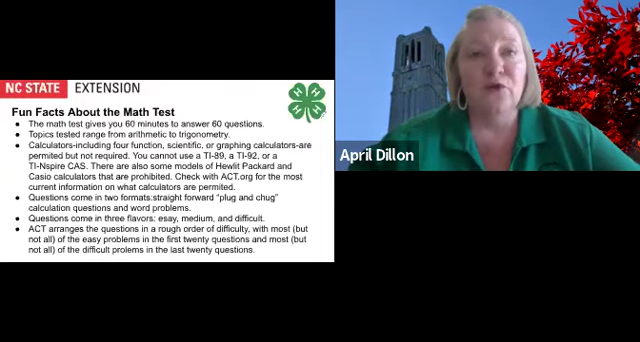 NC STATE EXTENSION
Fun Facts About the Math Test
● The math test gives you 60 minutes to answer 60 questions.
● Topics tested range from arithmetic to trigonometry.
● Calculators-including four function, scientific, or graphing calculators-are
permited but not required. You cannot use a TI-89, a TI-92, or a
TI-Nspire CAS. There are also some models of Hewlit Packard and
Casio calculators that are prohibited. Check with ACT.org for the most
current information on what calculators are permited.
● Questions come in two formats:straight forward "plug and chug"
calculation questions and word problems.
● Questions come in three flavors: esay, medium, and difficult.
● ACT arranges the questions in a rough order of difficulty, with most (but
not all) of the easy problems in the first twenty questions and most (but
not all) of the difficult prolems in the last twenty questions.
H H H H
April Dillon